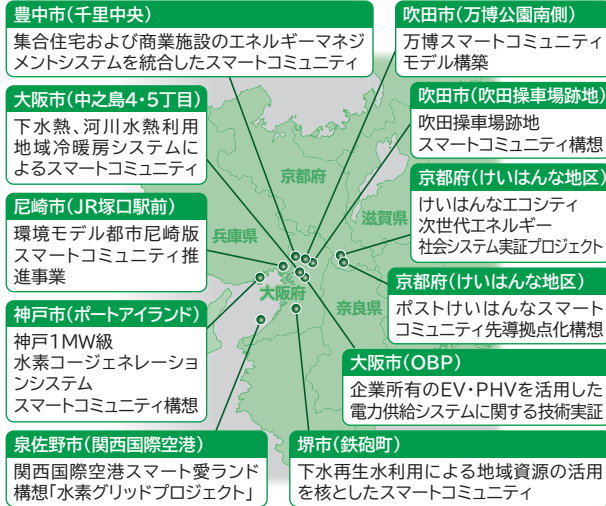 豊中市(千里中央)
集合住宅および商業施設のエネルギーマネジ
メントシステムを統合したスマートコミュニティ
吹田市(万博公園南側)
万博スマートコミュニティ
モデル構築
大阪市(中之島4・5丁目)
下水熱、河川水熱利用
地域冷暖房システムに
よるスマートコミュニティ
吹田市(吹田操車場跡地)
吹田操車場跡地
スマートコミュニティ構想
尼崎市(JR塚口駅前)
環境モデル都市尼崎版
スマートコミュニティ推
進事業
京都府(けいはんな地区)
けいはんなエコシティ
次世代エネルギー
社会システム実証プロジェクト
神戸市(ポートアイランド)
神戸1MW級
水素コージェネレーショ
ンシステム
スマートコミュニティ構想
京都府(けいはんな地区)
ポストけいはんなスマート
コミュニティ先導拠点化構想
大阪市(OBP)
企業所有のEV・PHVを活用した
電力供給システムに関する技術実証
泉佐野市(関西国際空港)
関西国際空港スマート愛ランド
構想「水素グリッドプロジェクト」
堺市(鉄砲町)
下水再生水利用による地域資源の活用
を核としたスマートコミュニティ
京都府
滋賀県
兵庫県
大阪府
奈良県